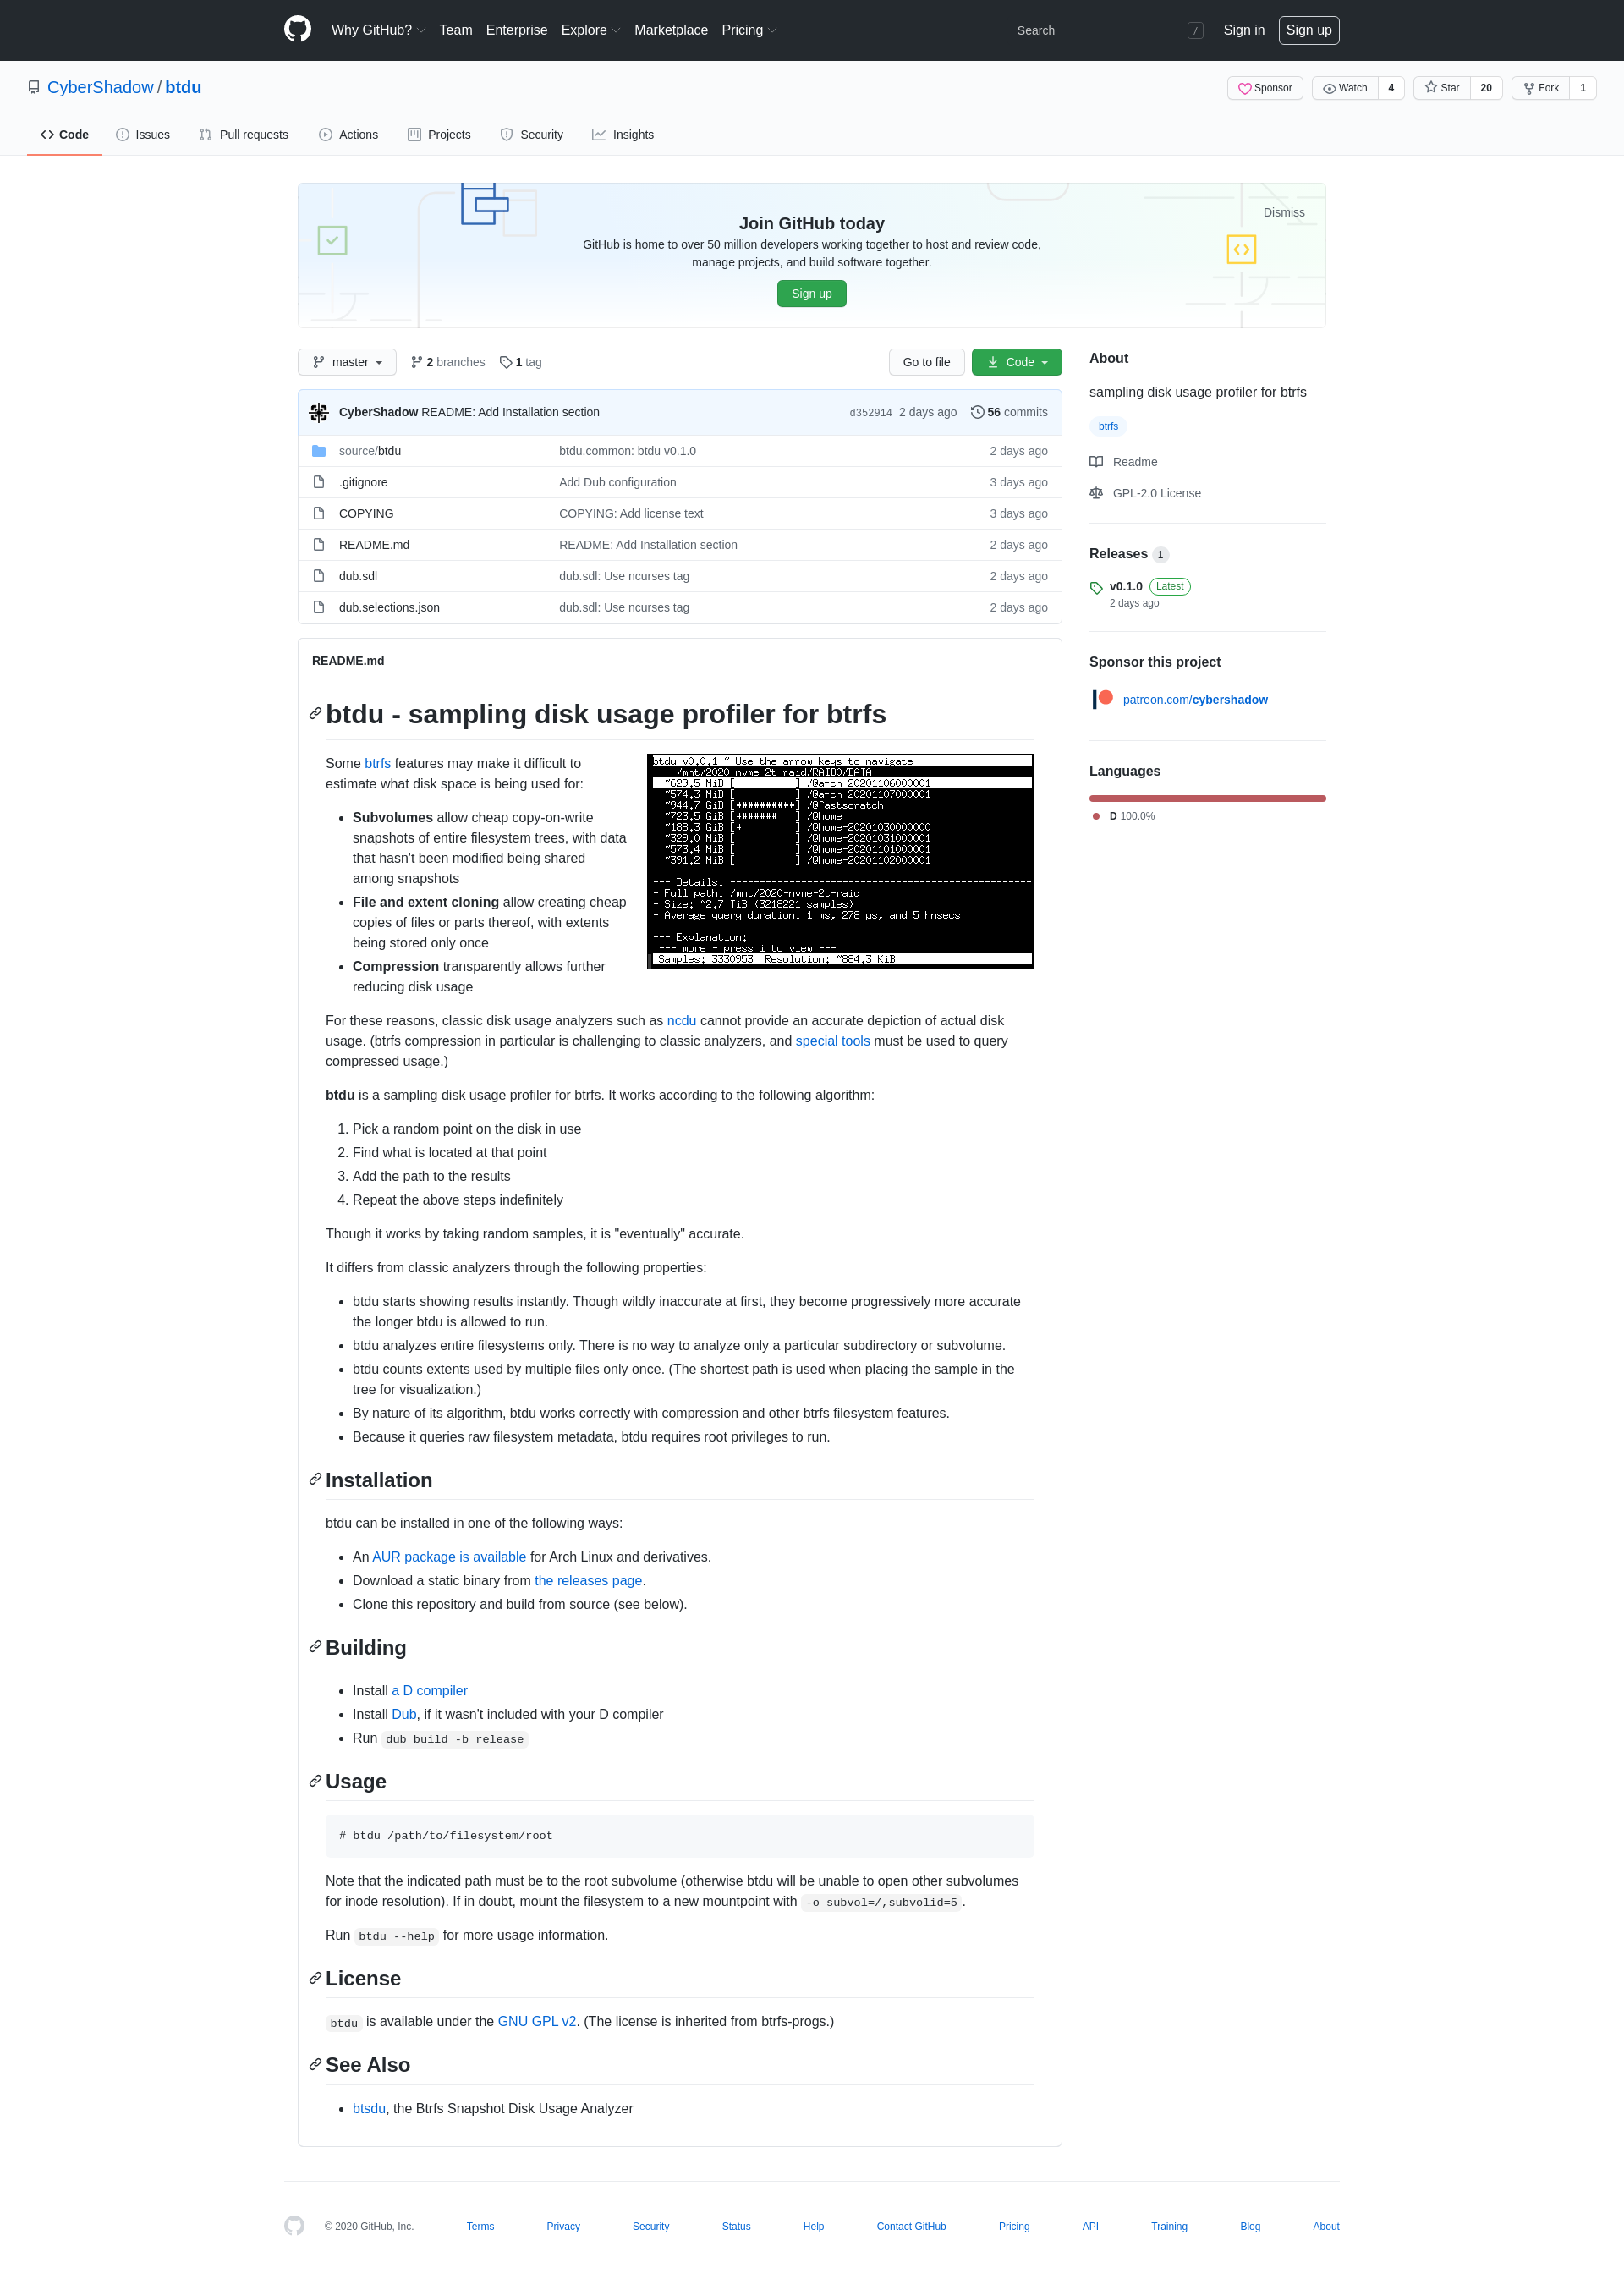 Why GitHub? Team Enterprise Explore Marketplace Pricing Search / Sign in Sign up
CyberShadow / btdu
Sponsor Watch 4 Star 20 Fork 1
Code Issues Pull requests Actions Projects Security Insights
Dismiss
Join GitHub today
GitHub is home to over 50 million developers working together to host and review code,
manage projects, and build software together.
Sign up
master 2 branches 1 tag Go to file Code
CyberShadow README: Add Installation section d352914 2 days ago 56 commits
source/btdu btdu.common: btdu v0.1.0 2 days ago
.gitignore Add Dub configuration 3 days ago
COPYING COPYING: Add license text 3 days ago
README.md README: Add Installation section 2 days ago
dub.sdl dub.sdl: Use ncurses tag 2 days ago
dub.selections.json dub.sdl: Use ncurses tag 2 days ago
README.md
btdu - sampling disk usage profiler for btrfs
Some btrfs features may make it difficult to
estimate what disk space is being used for:
• Subvolumes allow cheap copy-on-write
snapshots of entire filesystem trees, with data
that hasn't been modified being shared
among snapshots
• File and extent cloning allow creating cheap
copies of files or parts thereof, with extents
being stored only once
• Compression transparently allows further
reducing disk usage
btdu v0.0.1 ~ Use the arrow keys to navigate
--- /mnt/2020-nvme-2t-raid/RAID0/DATA ---------------------------
~629.5 MiB [          ] /@arch-20201106000001
~574.3 MiB [          ] /@arch-20201107000001
~944.7 GiB [##########] /@fastscratch
~723.5 GiB [#######   ] /@home
~188.3 GiB [#         ] /@home-20201030000000
~329.0 MiB [          ] /@home-20201031000001
~573.4 MiB [          ] /@home-20201101000001
~391.2 MiB [          ] /@home-20201102000001
--- Details: -----------------------------------------------------
- Full path: /mnt/2020-nvme-2t-raid
- Size: ~2.7 TiB (3218221 samples)
- Average query duration: 1 ms, 278 µs, and 5 hnsecs
--- Explanation:
--- more - press i to view ---
Samples: 3330953  Resolution: ~884.3 KiB
For these reasons, classic disk usage analyzers such as ncdu cannot provide an accurate depiction of actual disk
usage. (btrfs compression in particular is challenging to classic analyzers, and special tools must be used to query
compressed usage.)
btdu is a sampling disk usage profiler for btrfs. It works according to the following algorithm:
1. Pick a random point on the disk in use
2. Find what is located at that point
3. Add the path to the results
4. Repeat the above steps indefinitely
Though it works by taking random samples, it is "eventually" accurate.
It differs from classic analyzers through the following properties:
• btdu starts showing results instantly. Though wildly inaccurate at first, they become progressively more accurate
the longer btdu is allowed to run.
• btdu analyzes entire filesystems only. There is no way to analyze only a particular subdirectory or subvolume.
• btdu counts extents used by multiple files only once. (The shortest path is used when placing the sample in the
tree for visualization.)
• By nature of its algorithm, btdu works correctly with compression and other btrfs filesystem features.
• Because it queries raw filesystem metadata, btdu requires root privileges to run.
Installation
btdu can be installed in one of the following ways:
• An AUR package is available for Arch Linux and derivatives.
• Download a static binary from the releases page.
• Clone this repository and build from source (see below).
Building
• Install a D compiler
• Install Dub, if it wasn't included with your D compiler
• Run dub build -b release
Usage
# btdu /path/to/filesystem/root
Note that the indicated path must be to the root subvolume (otherwise btdu will be unable to open other subvolumes
for inode resolution). If in doubt, mount the filesystem to a new mountpoint with -o subvol=/,subvolid=5 .
Run btdu --help for more usage information.
License
btdu is available under the GNU GPL v2. (The license is inherited from btrfs-progs.)
See Also
• btsdu, the Btrfs Snapshot Disk Usage Analyzer
About
sampling disk usage profiler for btrfs
btrfs
Readme
GPL-2.0 License
Releases 1
v0.1.0 Latest
2 days ago
Sponsor this project
patreon.com/cybershadow
Languages
D 100.0%
© 2020 GitHub, Inc. Terms Privacy Security Status Help Contact GitHub Pricing API Training Blog About